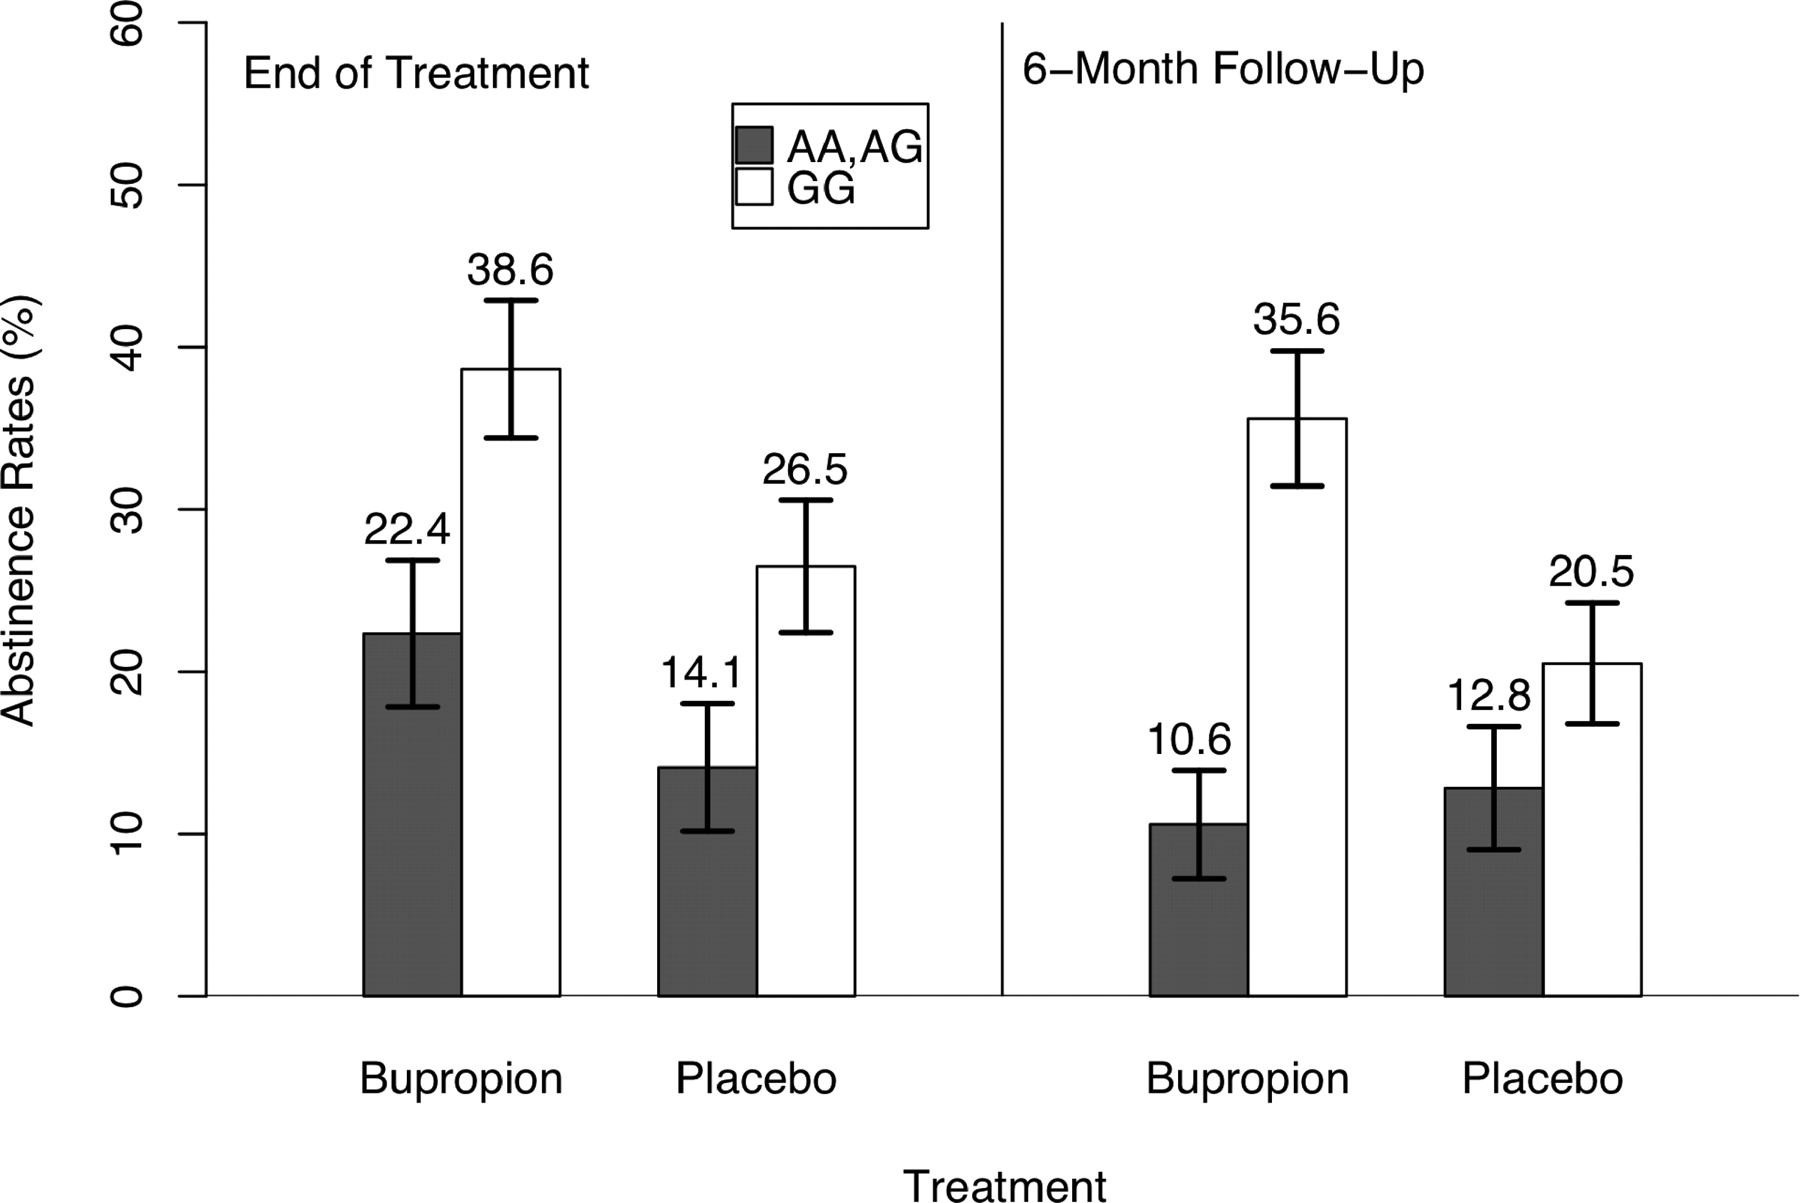 Abstinence Rates (%)
60
50
40
30
20
10
0
End of Treatment
AA,AG
GG
38.6
22.4
26.5
14.1
6−Month Follow−Up
35.6
10.6
20.5
12.8
Bupropion Placebo Bupropion Placebo
Treatment